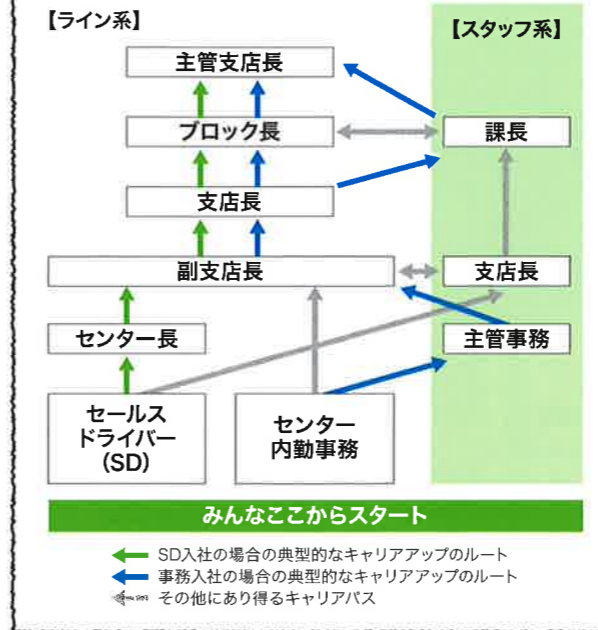 【ライン系】
【スタッフ系】
主管支店長
ブロック長
課長
支店長
副支店長
支店長
センター長
主管事務
セールス
ドライバー
（SD）
センター
内勤事務
みんなここからスタート
SD入社の場合の典型的なキャリアアップのルート
事務入社の場合の典型的なキャリアアップのルート
その他にあり得るキャリアパス